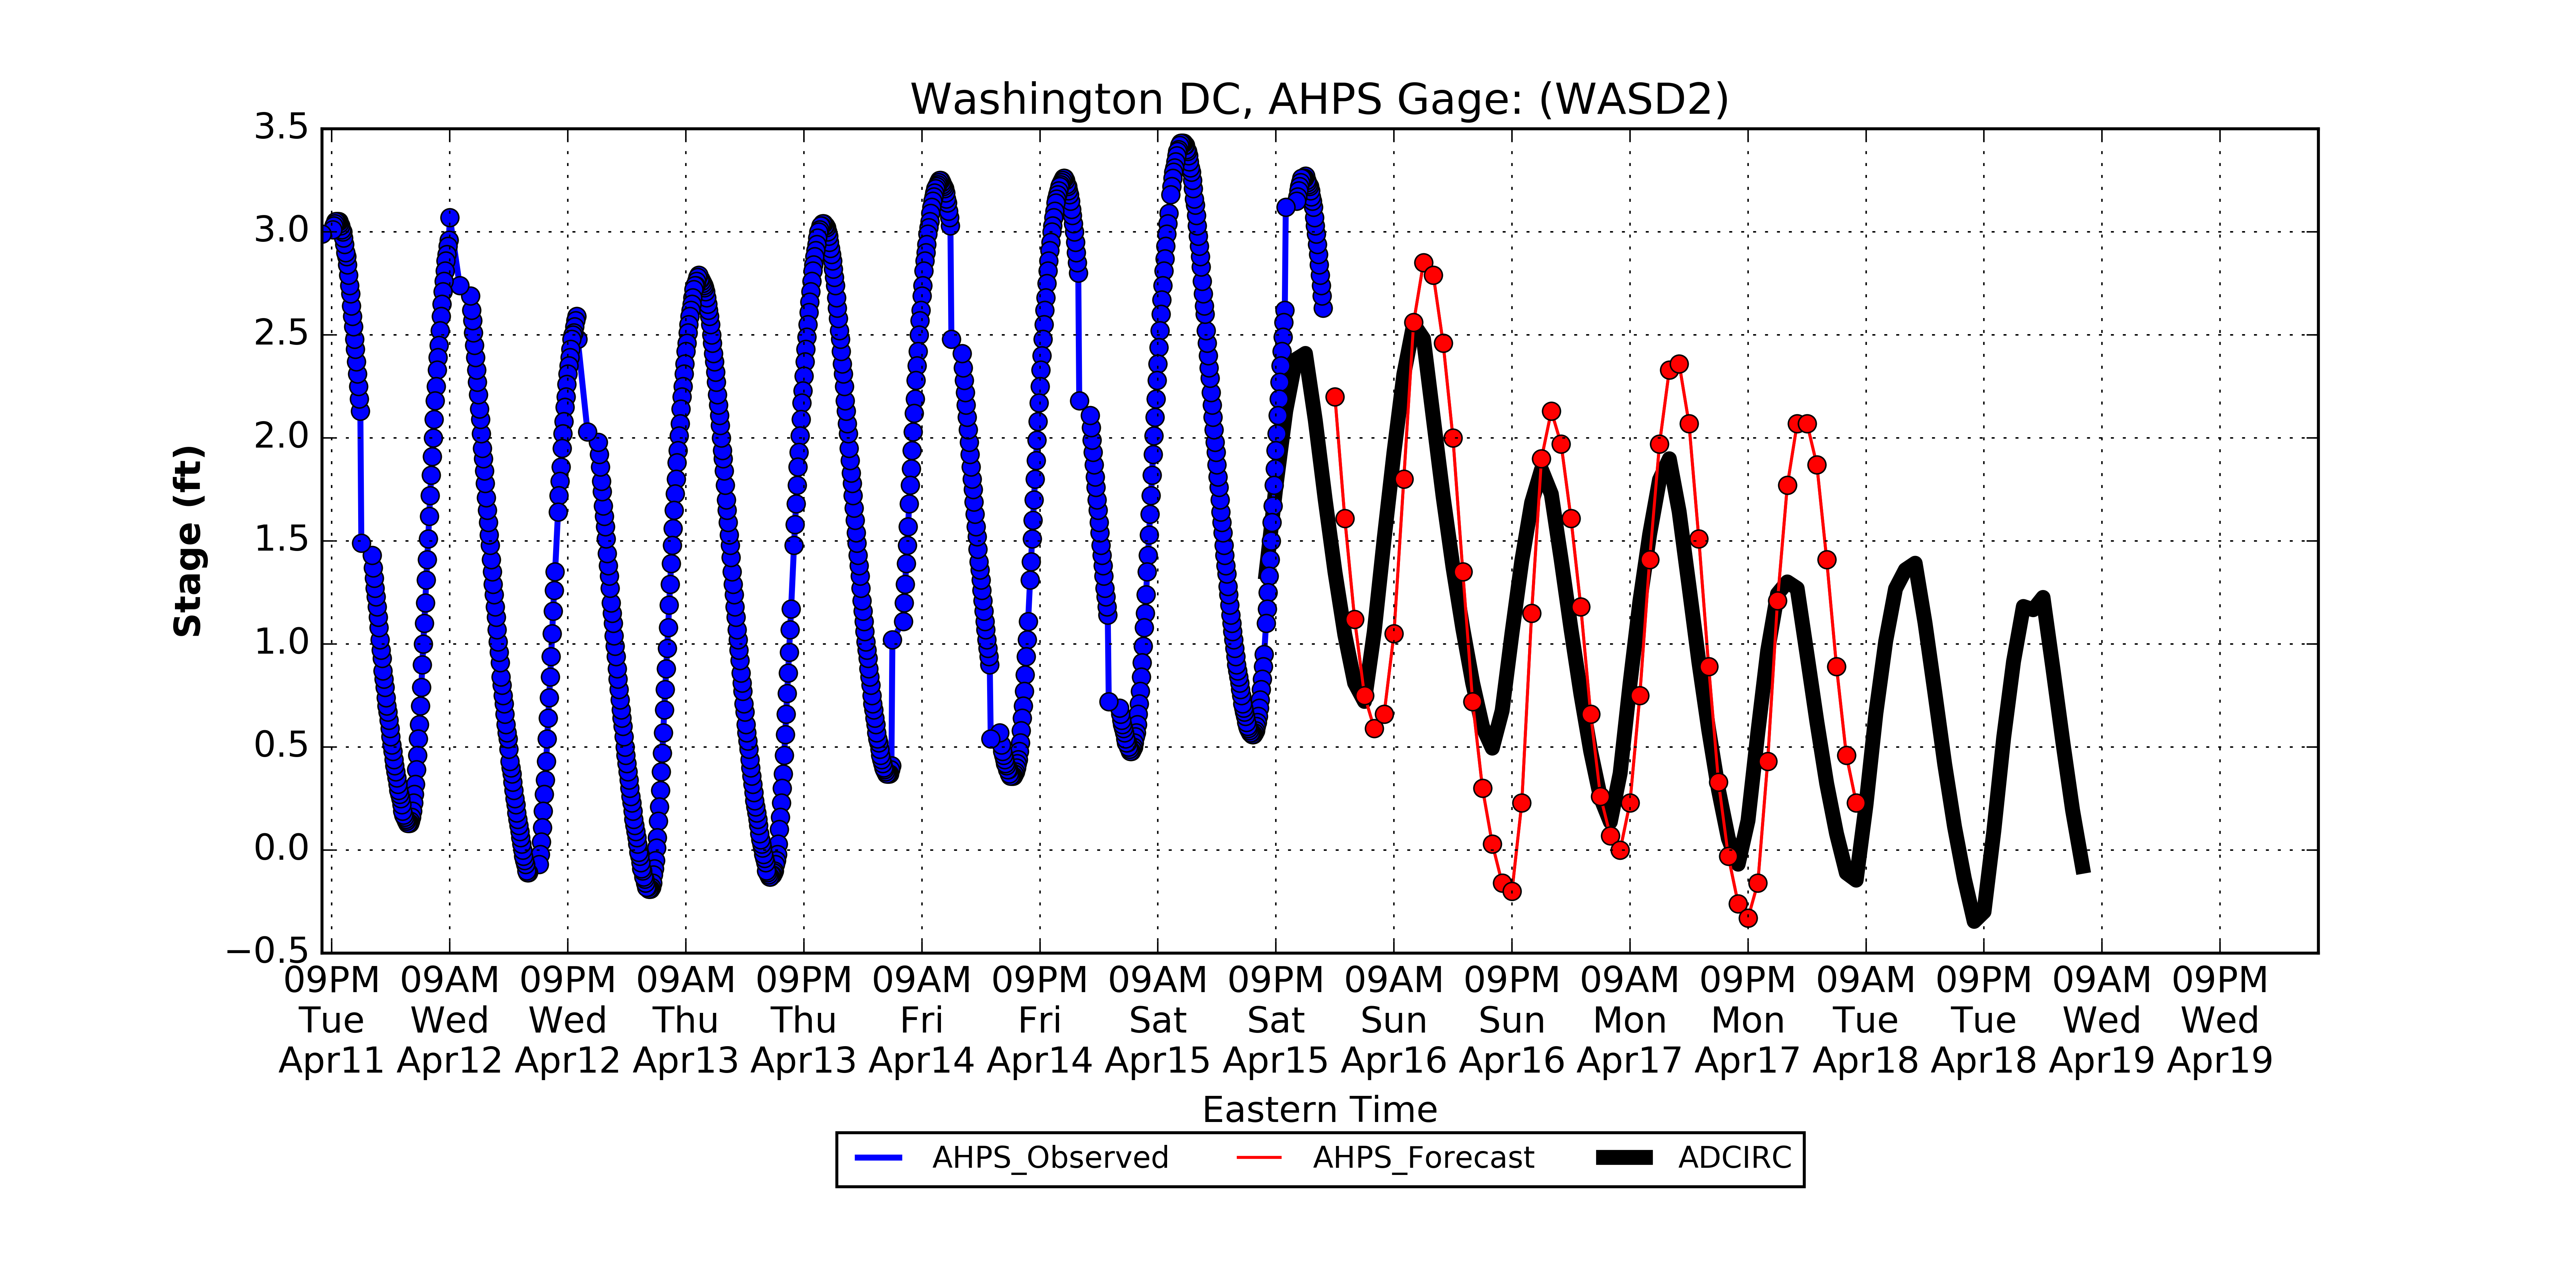 Washington DC, AHPS Gage: (WASD2)
3.5
3.0
2.5
2.0
1.5
1.0
0.5
0.0
−0.5
Stage (ft)
09PM 09AM 09PM 09AM 09PM 09AM 09PM 09AM 09PM 09AM 09PM 09AM 09PM 09AM 09PM 09AM 09PM
Tue Wed Wed Thu Thu Fri Fri Sat Sat Sun Sun Mon Mon Tue Tue Wed Wed
Apr11 Apr12 Apr12 Apr13 Apr13 Apr14 Apr14 Apr15 Apr15 Apr16 Apr16 Apr17 Apr17 Apr18 Apr18 Apr19 Apr19
Eastern Time
AHPS_Observed AHPS_Forecast ADCIRC